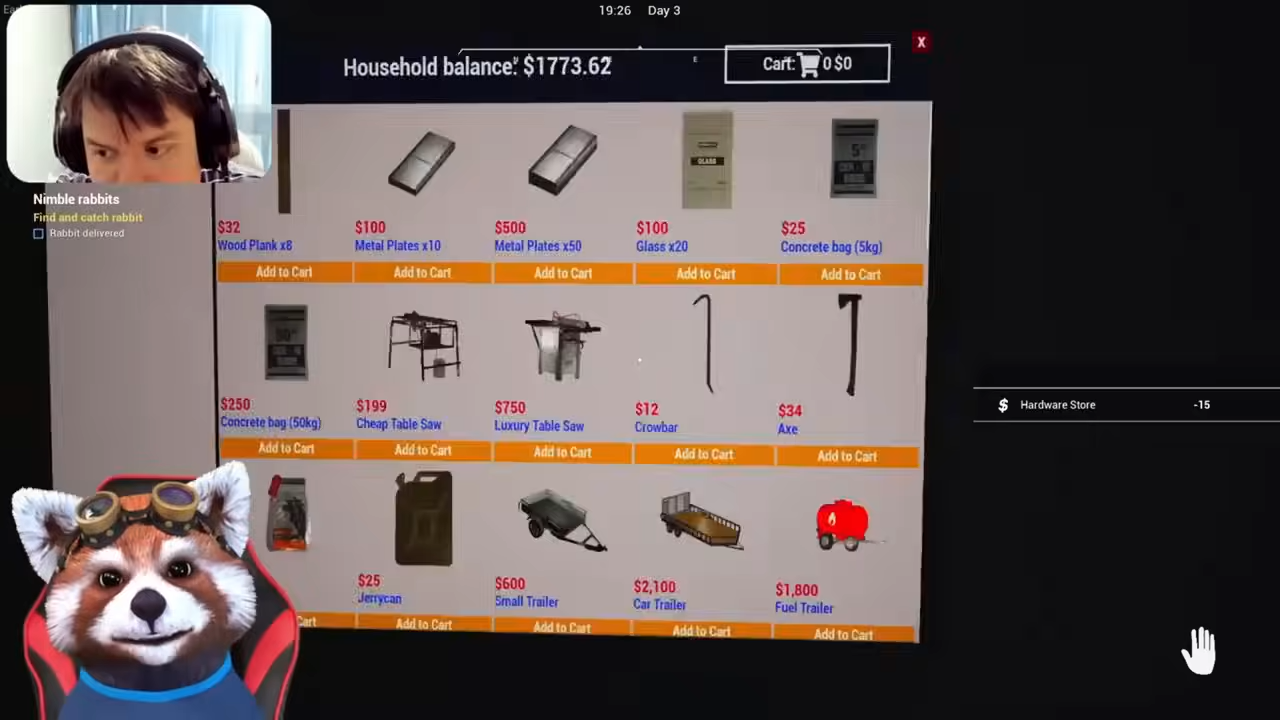 19:26 Day 3
Household balance: $1773.62
Cart: 0 $0
X
E
Nimble rabbits
Find and catch rabbit
Rabbit delivered
$32
Wood Plank x8
Add to Cart
$100
Metal Plates x10
Add to Cart
$500
Metal Plates x50
Add to Cart
GLASS
$100
Glass x20
Add to Cart
$25
Concrete bag (5kg)
Add to Cart
$250
Concrete bag (50kg)
Add to Cart
$199
Cheap Table Saw
Add to Cart
$750
Luxury Table Saw
Add to Cart
$12
Crowbar
Add to Cart
$34
Axe
Add to Cart
$ Hardware Store -15
Cart
$25
Jerrycan
Add to Cart
$600
Small Trailer
Add to Cart
$2,100
Car Trailer
Add to Cart
$1,800
Fuel Trailer
Add to Cart